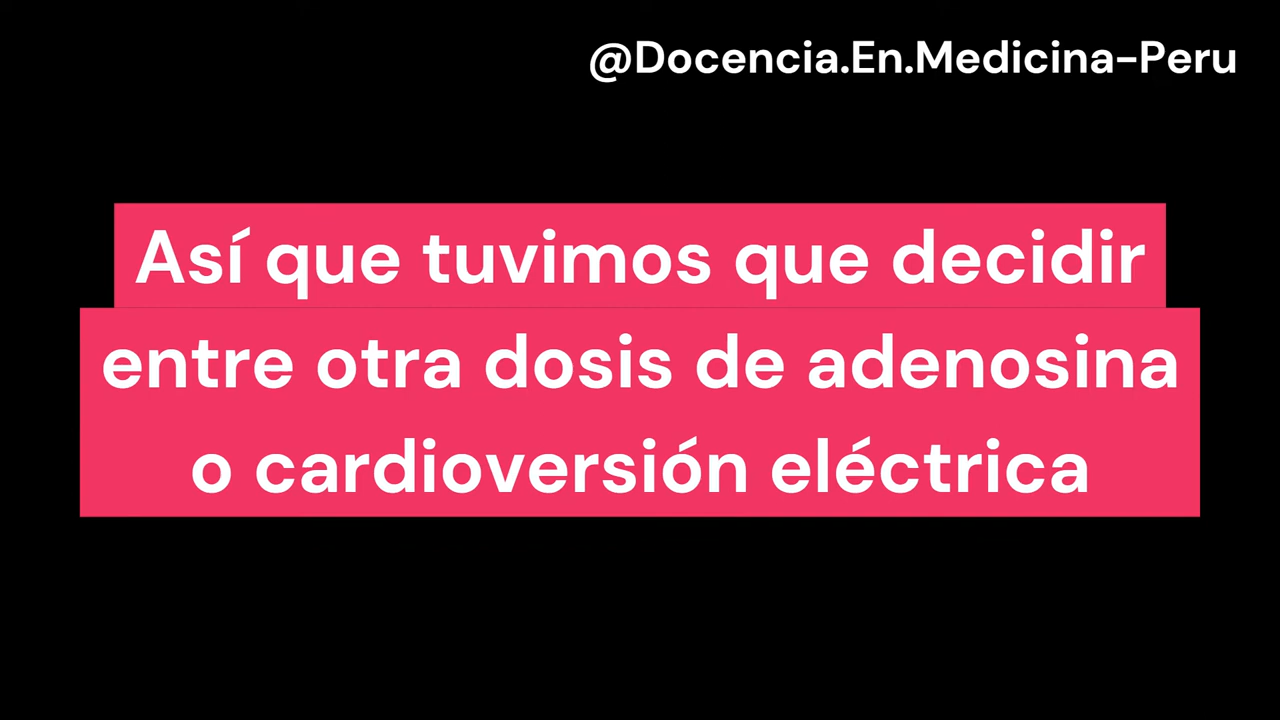 @Docencia.En.Medicina-Peru
Así que tuvimos que decidir
entre otra dosis de adenosina
o cardioversión eléctrica